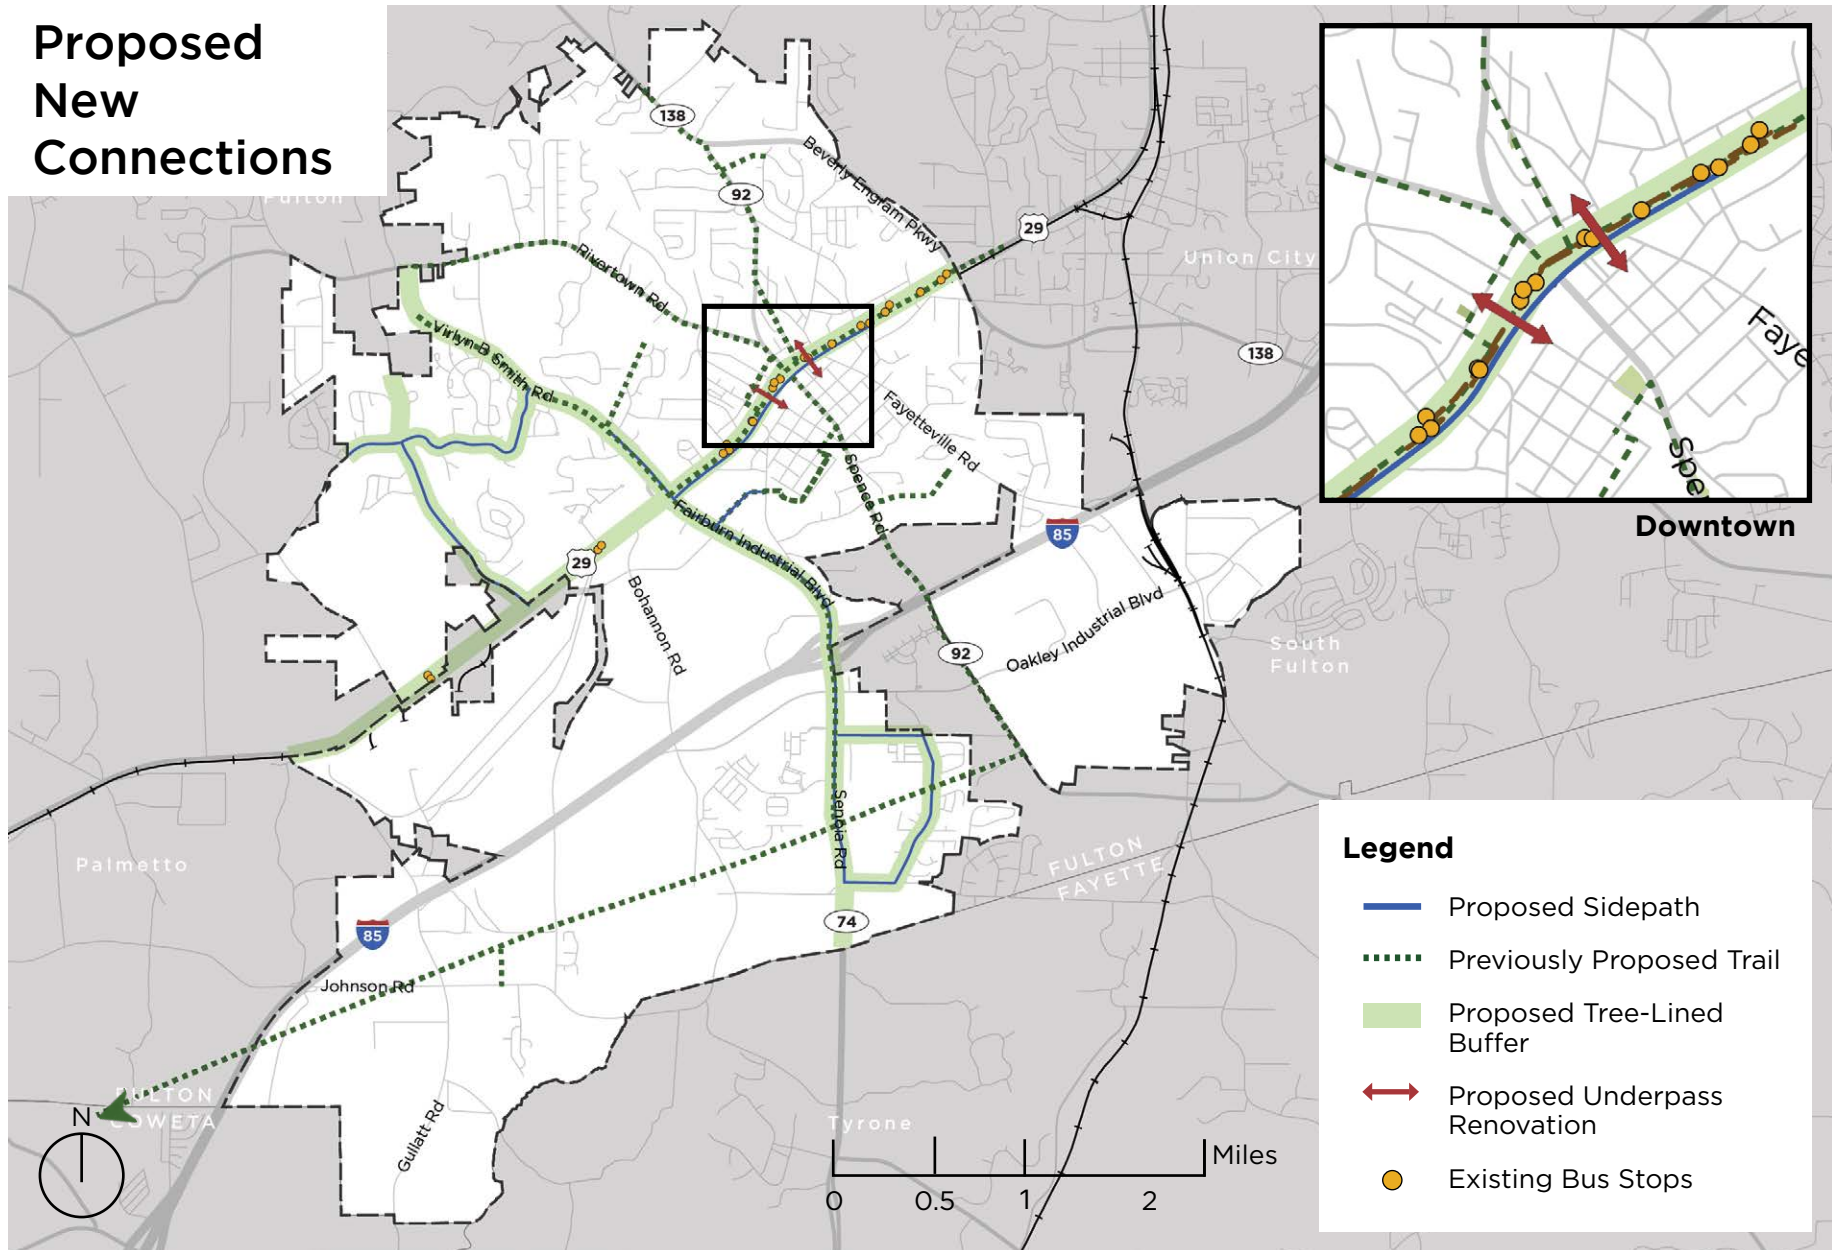 Proposed
New
Connections
Fulton
138
92
Beverly Engram Pkwy
29
Union City
138
Rivertown Rd
Virlyn B Smith Rd
Fayetteville Rd
Spence Rd
Fairburn Industrial Blvd
85
29
Bohannon Rd
Oakley Industrial Blvd
92
South
Fulton
Senoia Rd
Palmetto
FULTON
FAYETTE
74
85
Johnson Rd
FULTON
COWETA
N
Gullatt Rd
Tyrone
Miles
0 0.5 1 2
Faye
Spe
Downtown
Legend
Proposed Sidepath
Previously Proposed Trail
Proposed Tree-Lined
Buffer
Proposed Underpass
Renovation
Existing Bus Stops